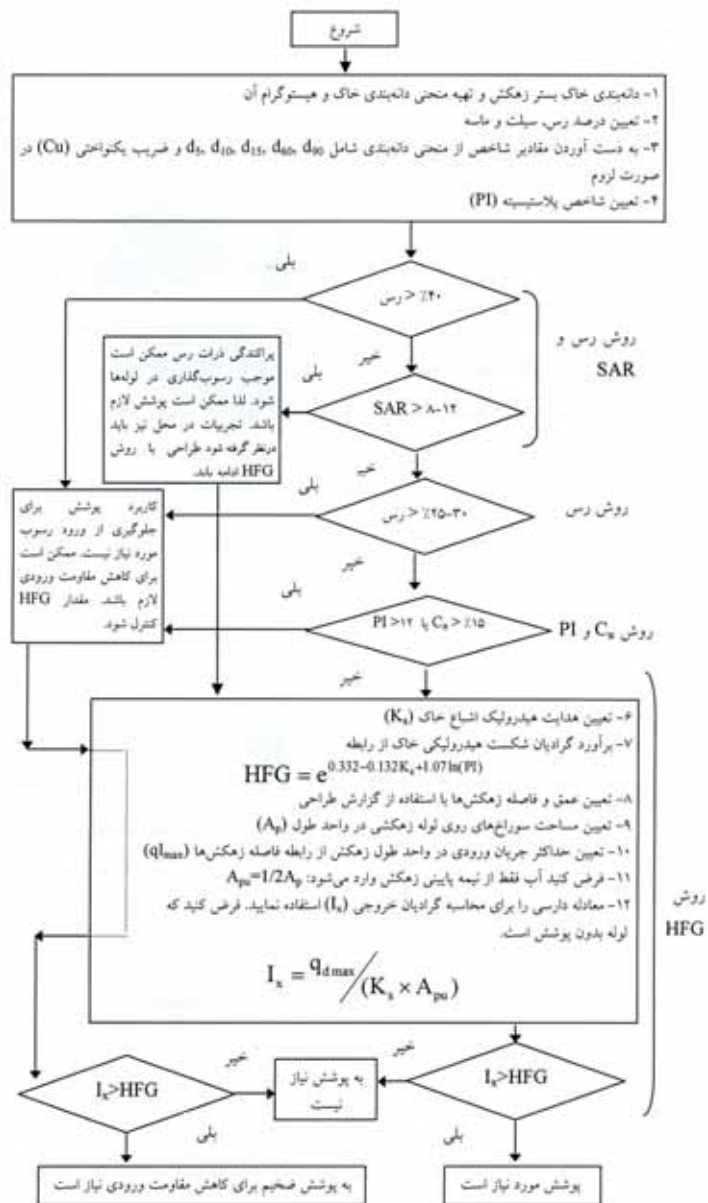 شروع
۱- دانه‌بندی خاک بستر زهکش و تهیه منحنی دانه‌بندی خاک و هیستوگرام آن
۲- تعیین درصد رس، سیلت و ماسه
۳- به دست آوردن مقادیر شاخص از منحنی دانه‌بندی شامل d₅, d₁₀, d₁₅, d₆₀, d₉₀ و ضریب یکنواختی (Cu) در
صورت لزوم
۴- تعیین شاخص پلاستیسیته (PI)
بلی
رس > ٪۴۰
خیر
روش رس و
SAR
پراکندگی ذرات رس ممکن است
موجب رسوب‌گذاری در لوله‌ها
شود. لذا ممکن است پوشش لازم
باشد. تجربیات در محل نیز باید
درنظر گرفته شود طراحی با روش
HFG ادامه یابد.
بلی
SAR > ۸-۱۲
خیر
بلی
رس > ٪۲۵-۳۰
روش رس
خیر
کاربرد پوشش برای
جلوگیری از ورود رسوب
مورد نیاز نیست. ممکن است
برای کاهش مقاومت ورودی
لازم باشد. مقدار HFG
کنترل شود.
بلی
PI >۱۲ یا Cᵤ > ٪۱۵
روش Cᵤ و PI
خیر
۶- تعیین هدایت هیدرولیک اشباع خاک (Kₛ)
۷- برآورد گرادیان شکست هیدرولیکی خاک از رابطه
HFG = e^{0.332-0.132Kₛ+1.07ln(PI)}
۸- تعیین عمق و فاصله زهکش‌ها با استفاده از گزارش طراحی
۹- تعیین مساحت سوراخ‌های روی لوله زهکشی در واحد طول (Aₚ)
۱۰- تعیین حداکثر جریان ورودی در واحد طول زهکش از رابطه فاصله زهکش‌ها (qlₘₐₓ)
۱۱- فرض کنید آب فقط از نیمه پایینی زهکش وارد می‌شود: Aₚᵤ=1/2Aₚ
۱۲- معادله دارسی را برای محاسبه گرادیان خروجی (Iₓ) استفاده نمایید. فرض کنید که
لوله بدون پوشش است.
Iₓ = q_{dmax}/(Kₛ × Aₚᵤ)
روش
HFG
خیر
Iₓ>HFG
به پوشش نیاز
نیست
خیر
Iₓ>HFG
بلی
بلی
پوشش مورد نیاز است
به پوشش ضخیم برای کاهش مقاومت ورودی نیاز است